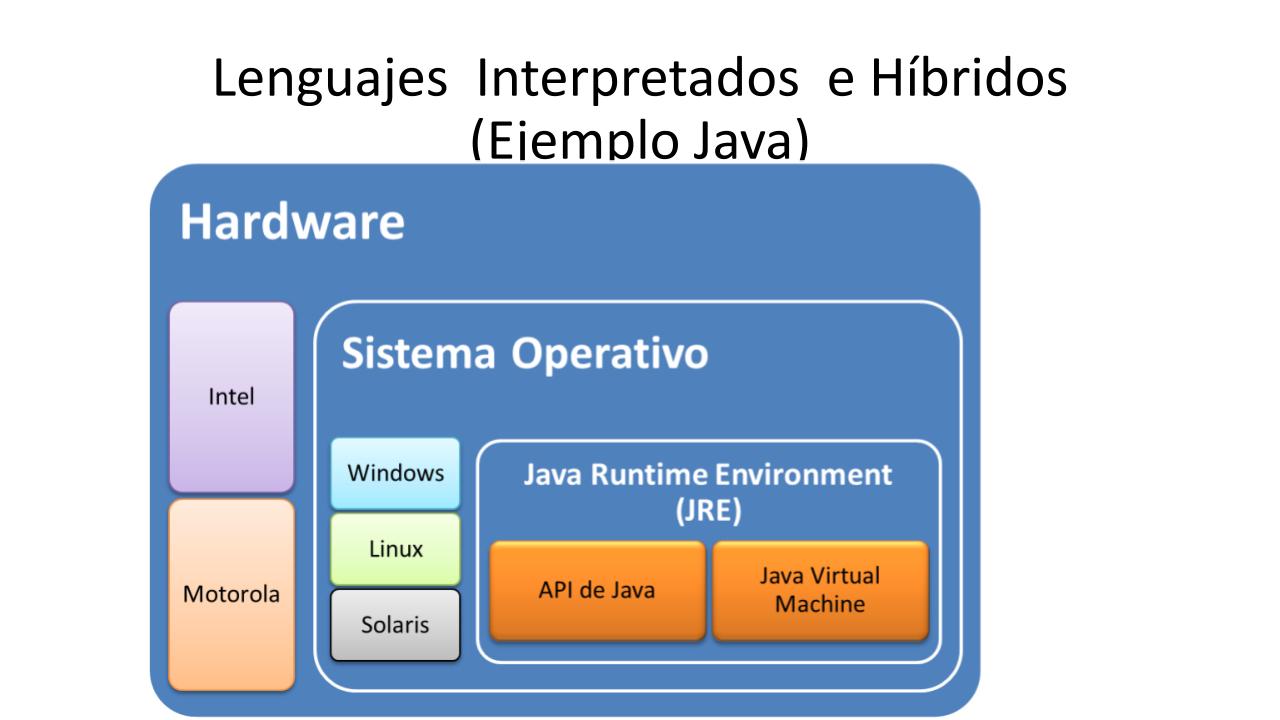 Lenguajes Interpretados e Híbridos
(Ejemplo Java)
Hardware
Intel
Motorola
Sistema Operativo
Windows
Linux
Solaris
Java Runtime Environment
(JRE)
API de Java
Java Virtual
Machine